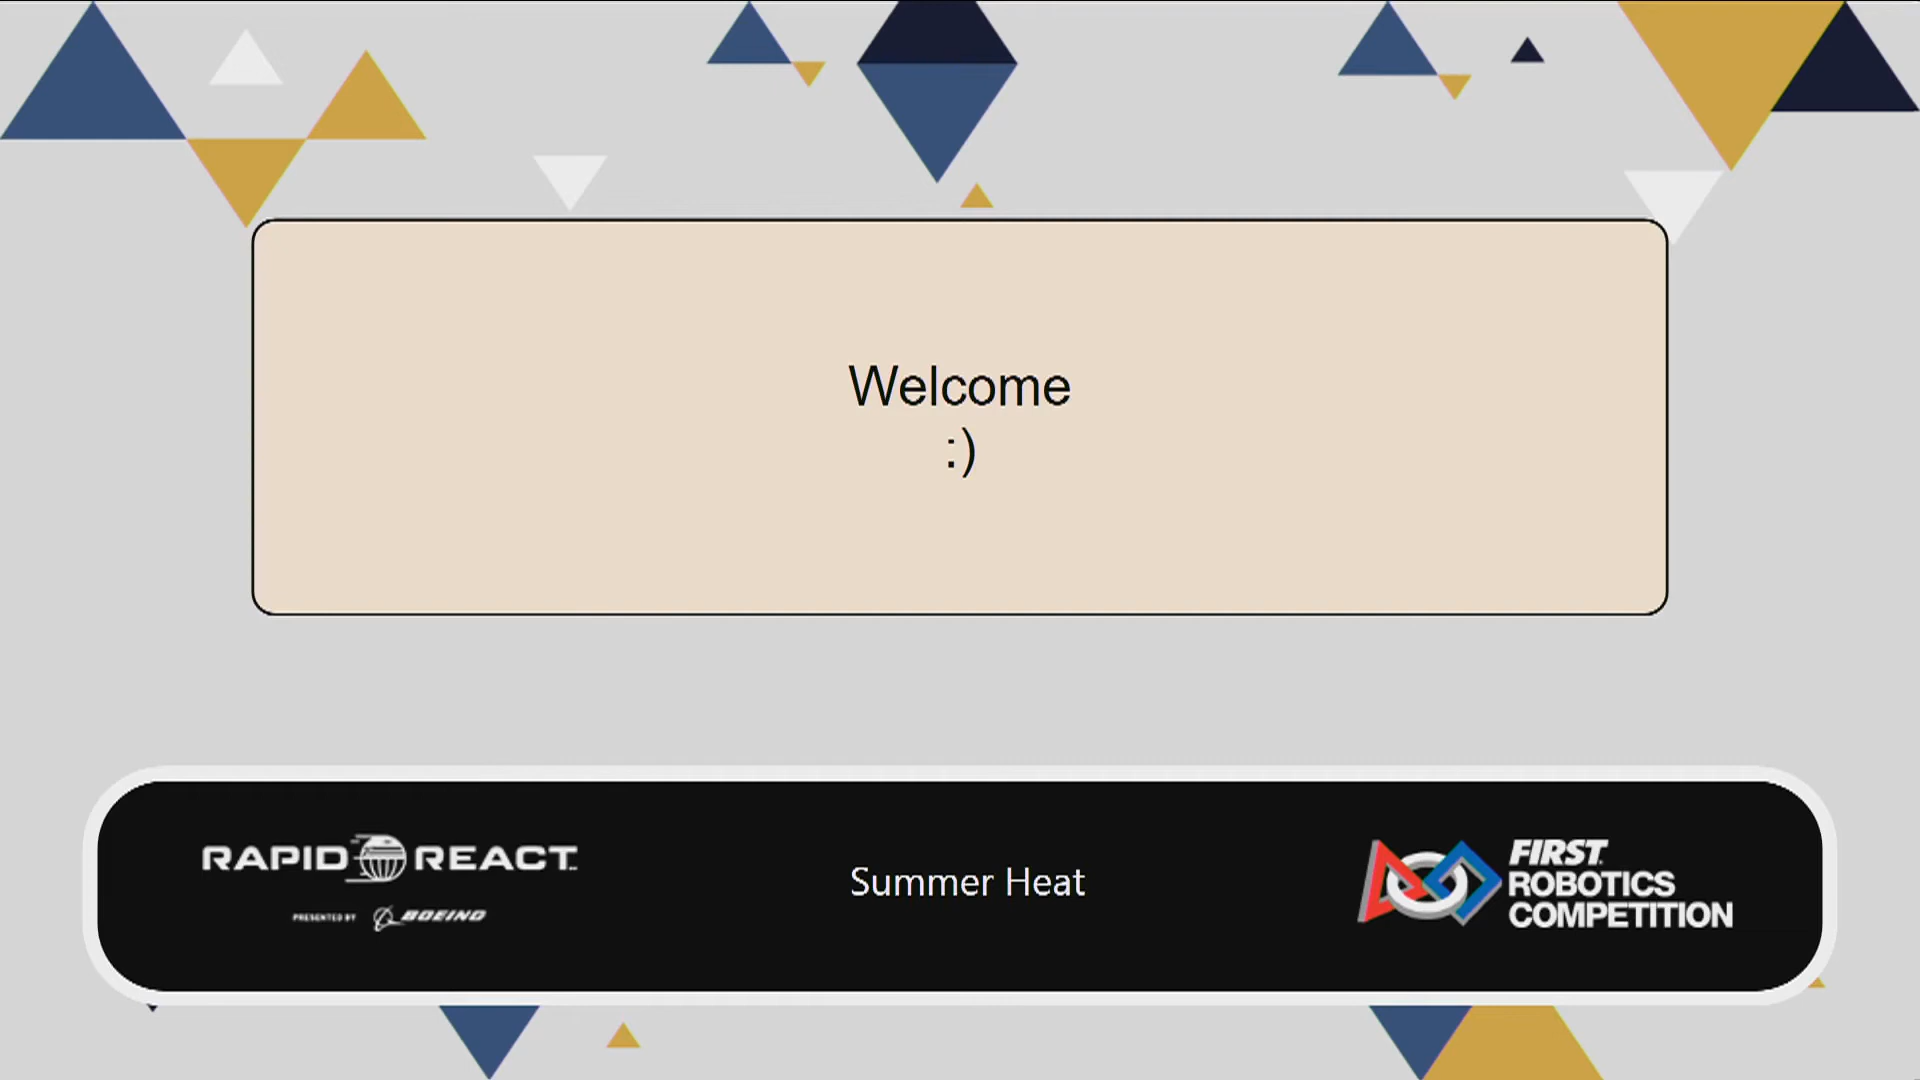 Welcome
:)
RAPID REACT
PRESENTED BY BOEING
Summer Heat
FIRST
ROBOTICS
COMPETITION